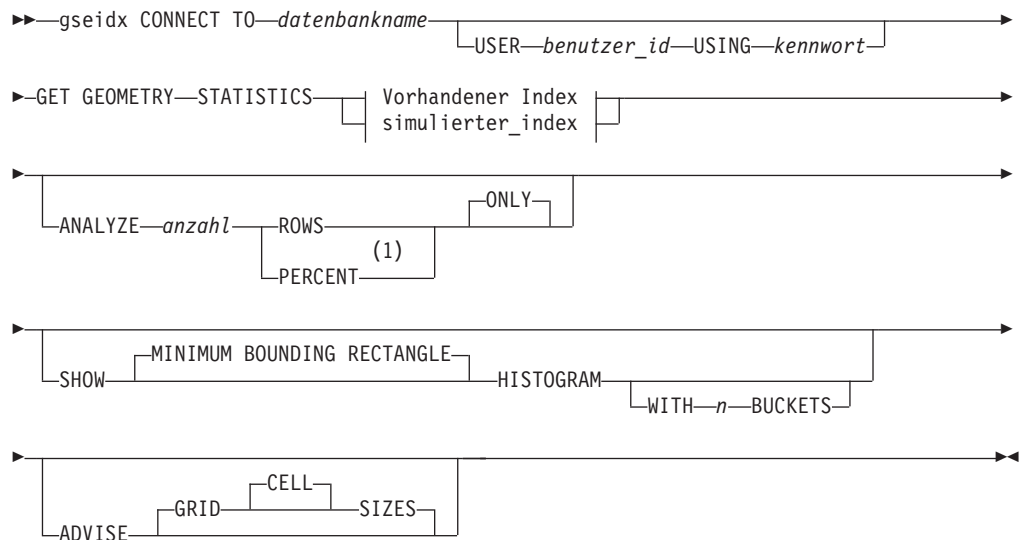 gseidx CONNECT TO datenbankname
USER benutzer_id USING kennwort
GET GEOMETRY STATISTICS Vorhandener Index
simulierter_index
ONLY
ANALYZE anzahl ROWS
(1)
PERCENT
MINIMUM BOUNDING RECTANGLE
SHOW HISTOGRAM
WITH n BUCKETS
CELL
GRID SIZES
ADVISE